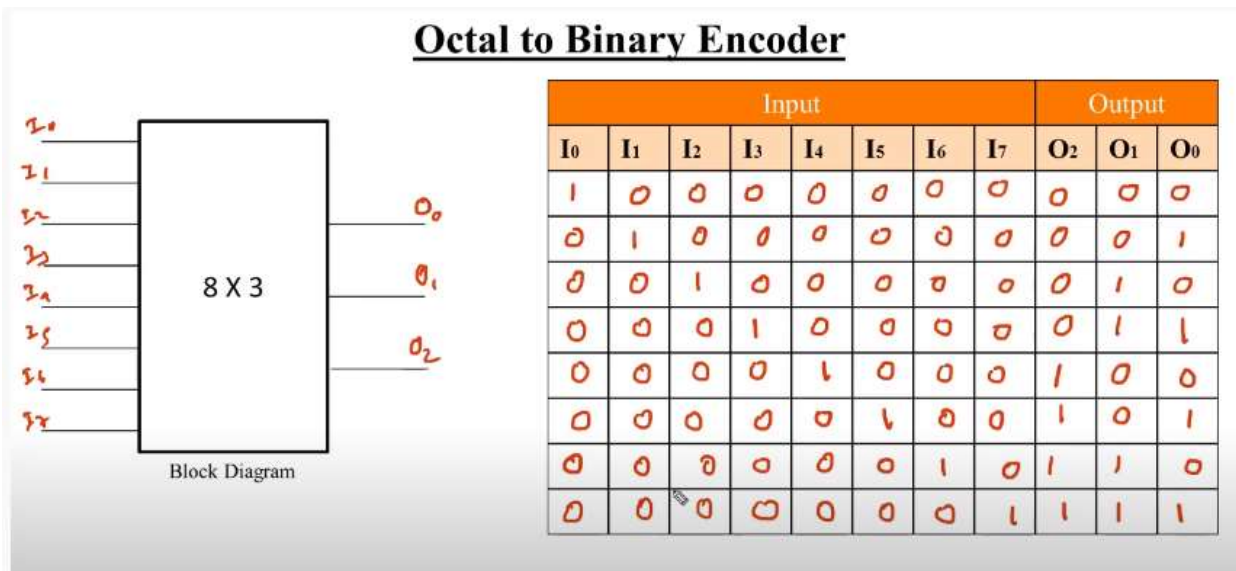 Octal to Binary Encoder
Input Output
I0 I1 I2 I3 I4 I5 I6 I7 O2 O1 O0
1 0 0 0 0 0 0 0 0 0 0
0 1 0 0 0 0 0 0 0 0 1
0 0 1 0 0 0 0 0 0 1 0
0 0 0 1 0 0 0 0 0 1 1
0 0 0 0 1 0 0 0 1 0 0
0 0 0 0 0 1 0 0 1 0 1
0 0 0 0 0 0 1 0 1 1 0
0 0 0 0 0 0 0 1 1 1 1
I0
I1
I2
I3
I4
I5
I6
I7
8 X 3
O0
O1
O2
Block Diagram